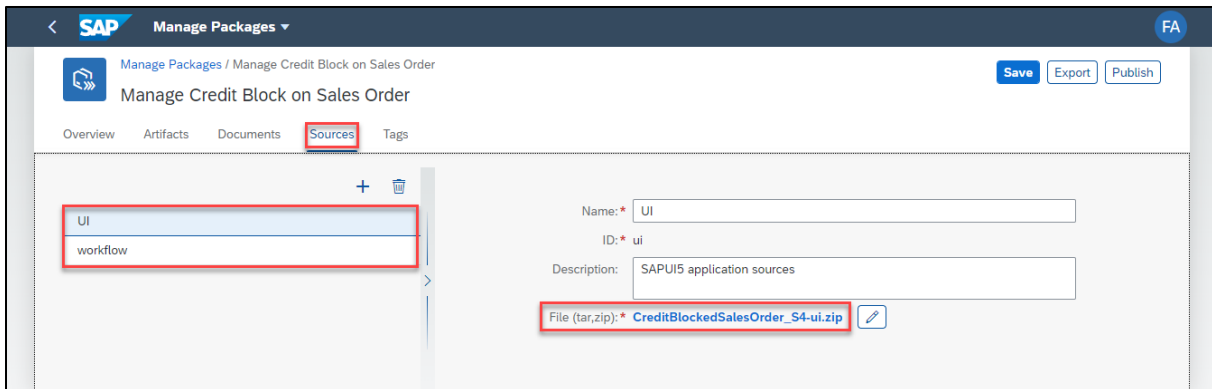 SAP Manage Packages
FA
Manage Packages / Manage Credit Block on Sales Order
Manage Credit Block on Sales Order
Save Export Publish
Overview Artifacts Documents Sources Tags
UI
workflow
Name:* UI
ID:* ui
Description: SAPUI5 application sources
File (tar,zip):* CreditBlockedSalesOrder_S4-ui.zip